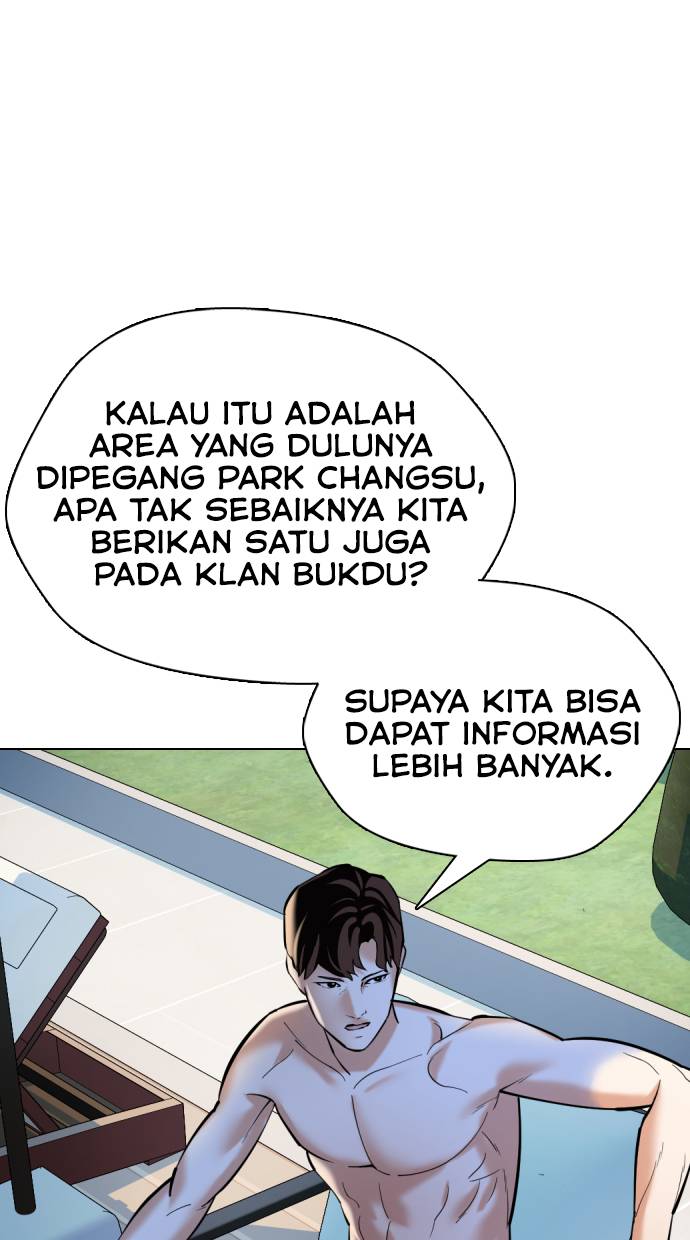 KALAU ITU ADALAH
AREA YANG DULUNYA
DIPEGANG PARK CHANGSU,
APA TAK SEBAIKNYA KITA
BERIKAN SATU JUGA
PADA KLAN BUKDU?
SUPAYA KITA BISA
DAPAT INFORMASI
LEBIH BANYAK.